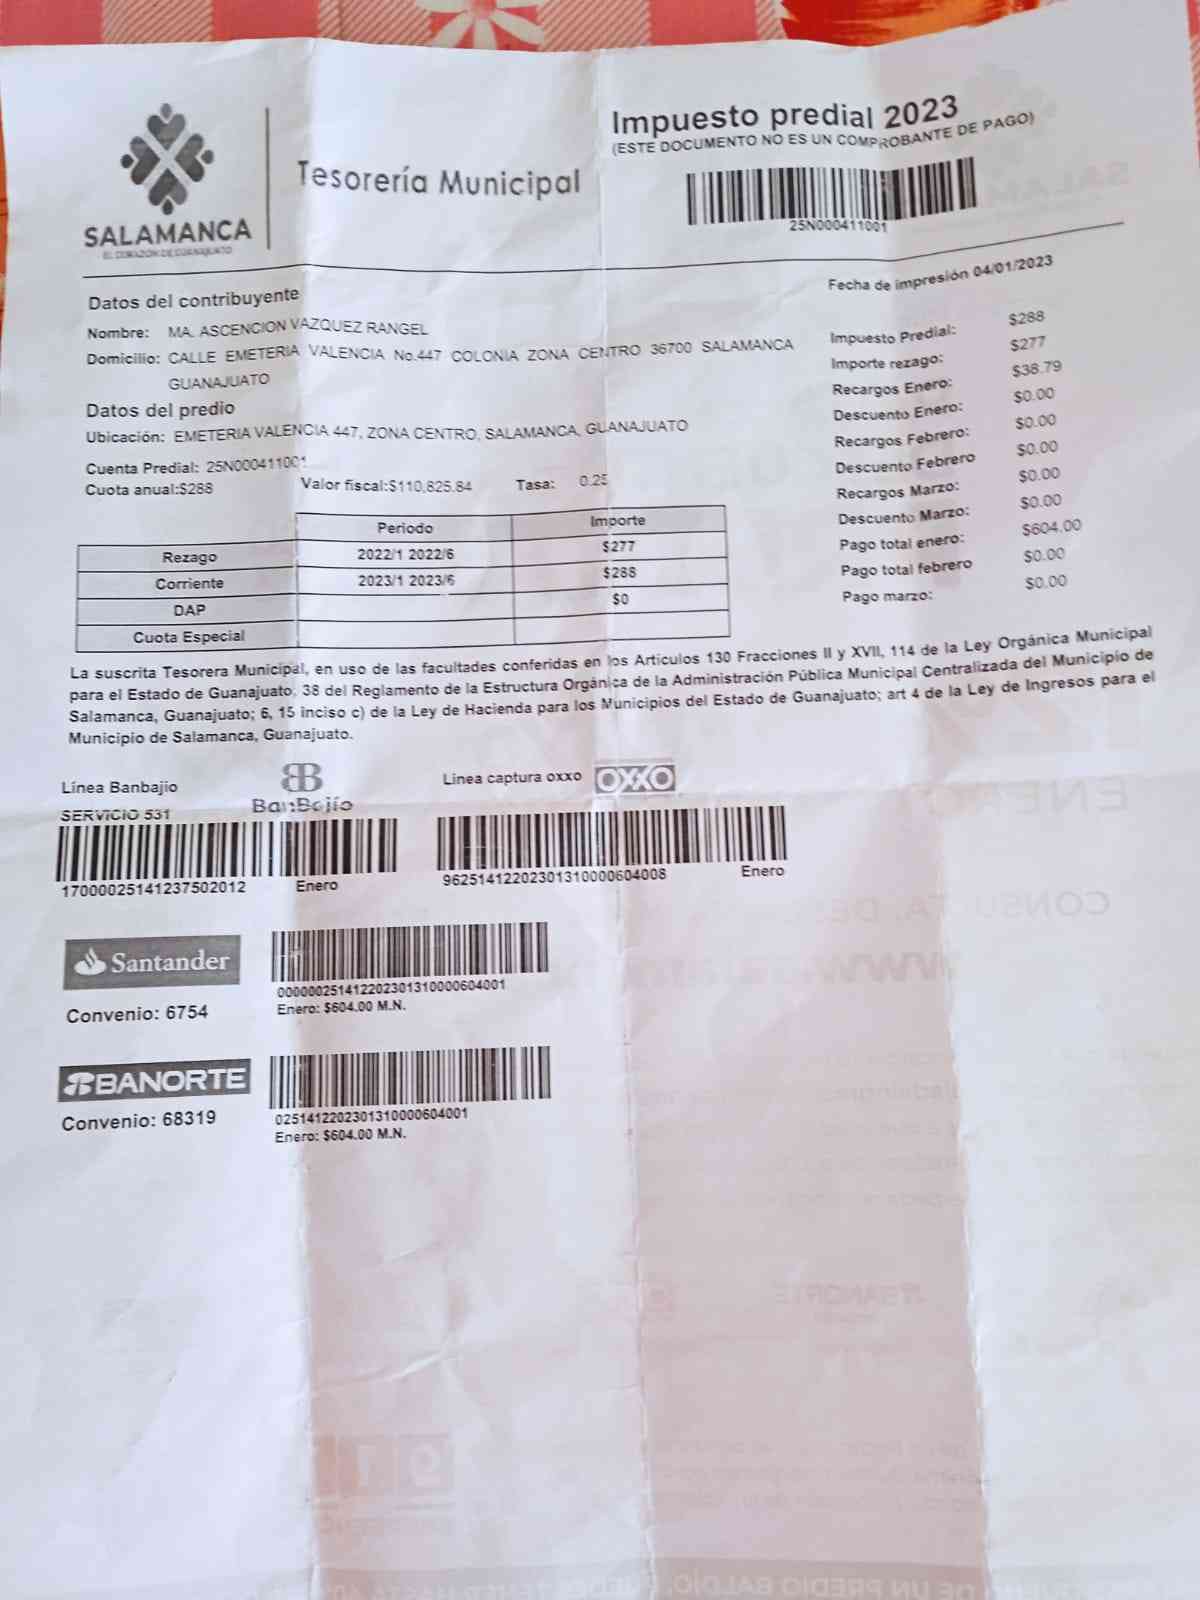 Impuesto predial 2023
(ESTE DOCUMENTO NO ES UN COMPROBANTE DE PAGO)
Tesorería Municipal
SALAMANCA
EL CORAZÓN DE GUANAJUATO
25N000411001
Fecha de impresión 04/01/2023
Datos del contribuyente
Nombre: MA. ASCENCION VAZQUEZ RANGEL
Domicilio: CALLE EMETERIA VALENCIA No.447 COLONIA ZONA CENTRO 36700 SALAMANCA
GUANAJUATO
Datos del predio
Ubicación: EMETERIA VALENCIA 447, ZONA CENTRO, SALAMANCA, GUANAJUATO
Cuenta Predial: 25N000411001
Cuota anual:$288 Valor fiscal:$110,825.84 Tasa: 0.25
Impuesto Predial: $288
Importe rezago: $277
Recargos Enero: $38.79
Descuento Enero: $0.00
Recargos Febrero: $0.00
Descuento Febrero $0.00
Recargos Marzo: $0.00
Descuento Marzo: $0.00
Pago total enero: $604.00
Pago total febrero $0.00
Pago marzo: $0.00
Periodo Importe
Rezago 2022/1 2022/6 $277
Corriente 2023/1 2023/6 $288
DAP $0
Cuota Especial
La suscrita Tesorera Municipal, en uso de las facultades conferidas en los Artículos 130 Fracciones II y XVII, 114 de la Ley Orgánica Municipal
para el Estado de Guanajuato; 38 del Reglamento de la Estructura Orgánica de la Administración Pública Municipal Centralizada del Municipio de
Salamanca, Guanajuato; 6, 15 inciso c) de la Ley de Hacienda para los Municipios del Estado de Guanajuato; art 4 de la Ley de Ingresos para el
Municipio de Salamanca, Guanajuato.
Línea Banbajío
BanBajío
Linea captura oxxo OXXO
SERVICIO 531
17000025141237502012 Enero
96251412202301310000604008 Enero
Santander
Convenio: 6754
000000251412202301310000604001
Enero: $604.00 M.N.
BANORTE
Convenio: 68319
0251412202301310000604001
Enero: $604.00 M.N.